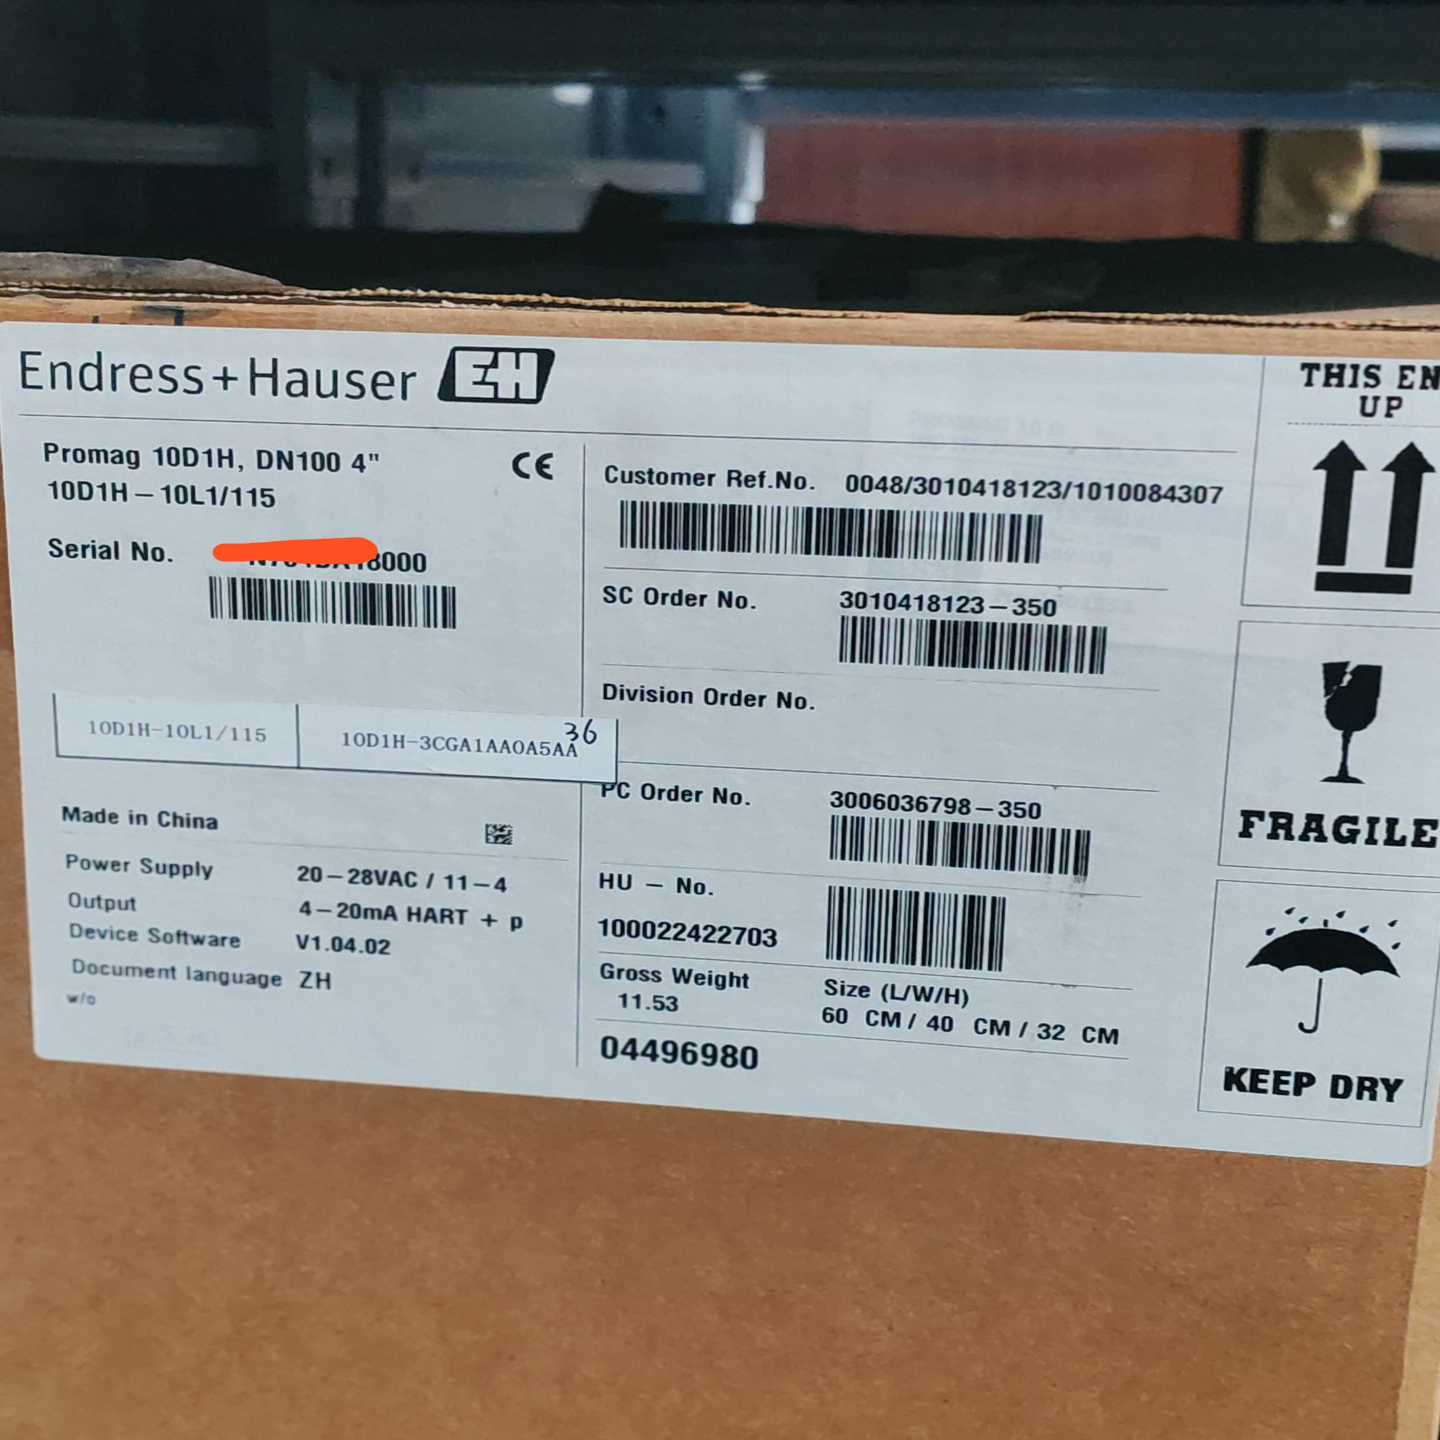 Endress+Hauser EH
Promag 10D1H, DN100 4"
CE
10D1H-10L1/115
Serial No. 8000
10D1H-10L1/115
10D1H-3CGA1AA0A5AA
36
Made in China
Power Supply 20-28VAC / 11-4
Output 4-20mA HART + p
Device Software V1.04.02
Document language ZH
w/o
Customer Ref.No. 0048/3010418123/1010084307
SC Order No. 3010418123-350
Division Order No.
PC Order No. 3006036798-350
HU - No.
100022422703
Gross Weight
11.53
Size (L/W/H)
60 CM / 40 CM / 32 CM
04496980
THIS EN
UP
FRAGILE
KEEP DRY